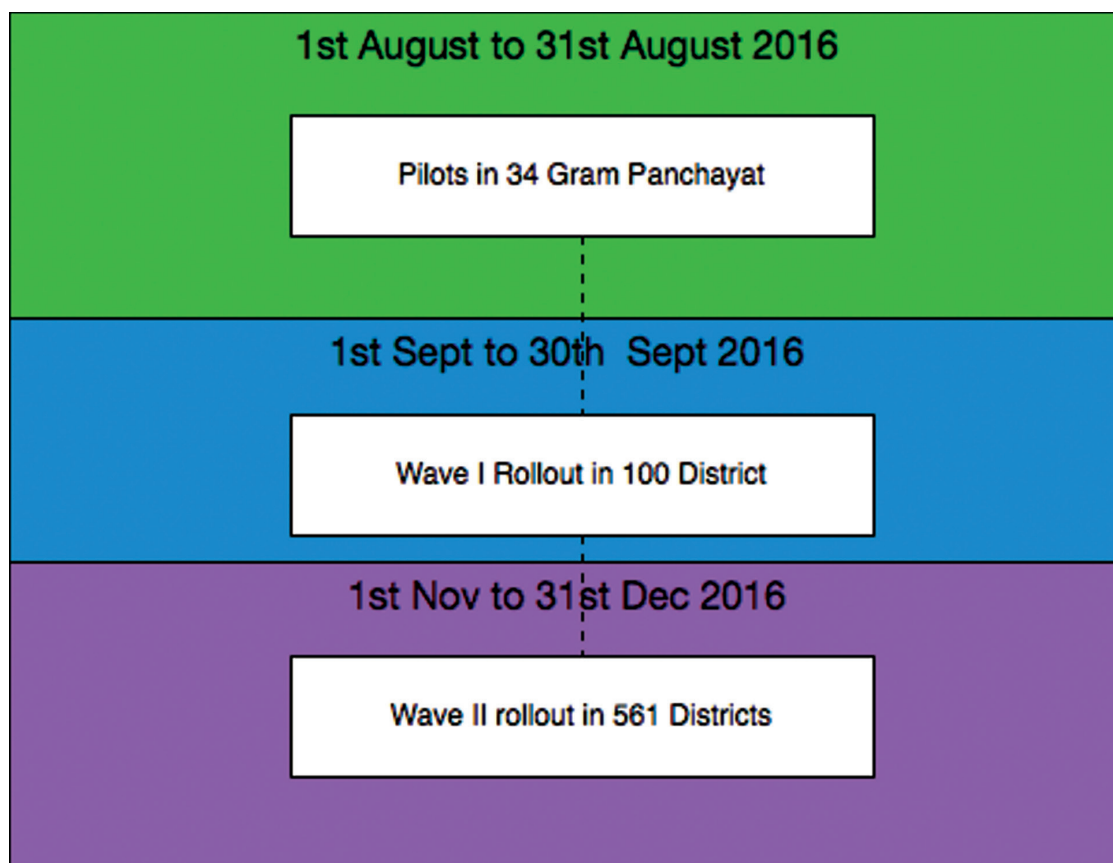 1st August to 31st August 2016
Pilots in 34 Gram Panchayat
1st Sept to 30th  Sept 2016
Wave I Rollout in 100 District
1st Nov to 31st Dec 2016
Wave II rollout in 561 Districts